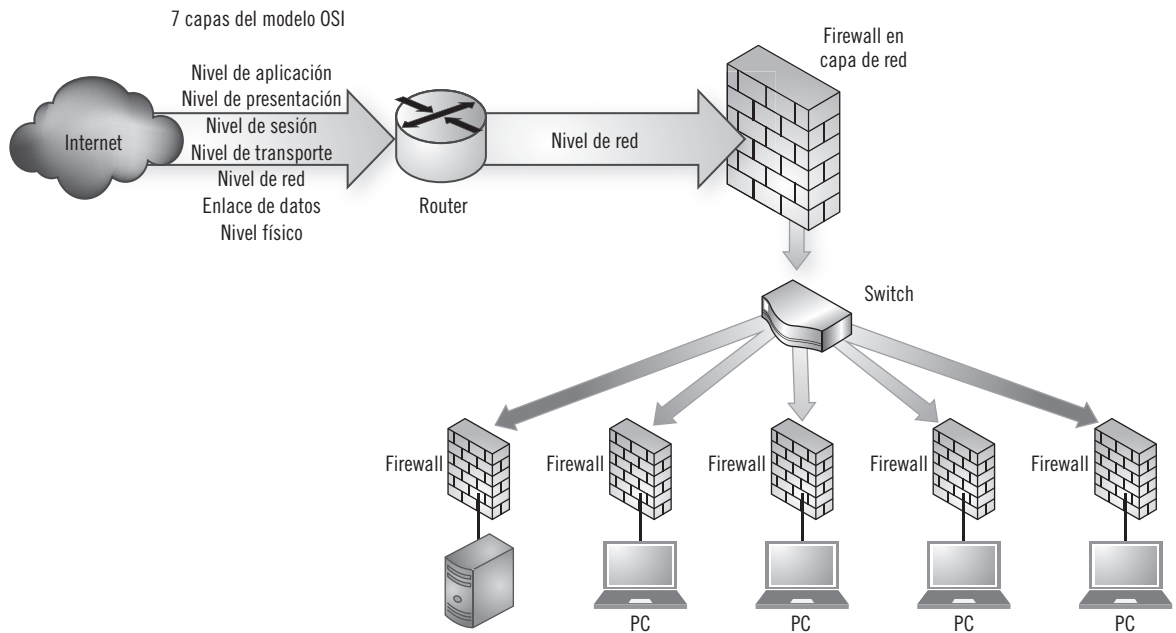 7 capas del modelo OSI
Nivel de aplicación
Nivel de presentación
Nivel de sesión
Nivel de transporte
Nivel de red
Enlace de datos
Nivel físico
Internet
Router
Nivel de red
Firewall en
capa de red
Switch
Firewall
Firewall
Firewall
Firewall
Firewall
PC
PC
PC
PC